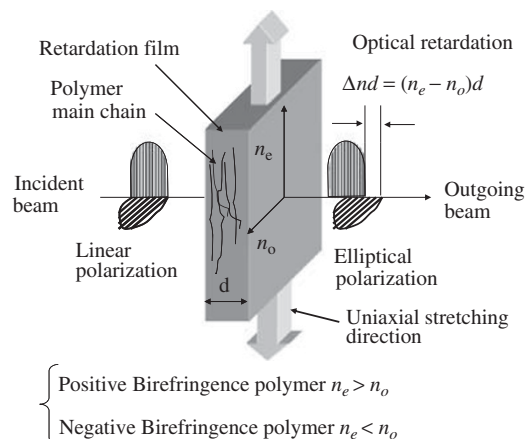 Retardation film
Polymer
main chain
Optical retardation
Δnd = (nₑ − nₒ)d
nₑ
nₒ
d
Incident
beam
Outgoing
beam
Linear
polarization
Elliptical
polarization
Uniaxial stretching
direction
Positive Birefringence polymer nₑ > nₒ
Negative Birefringence polymer nₑ < nₒ